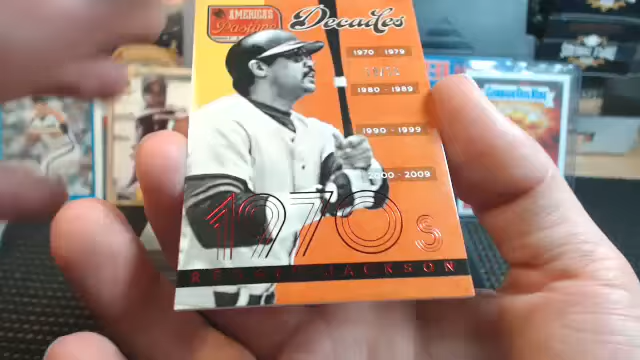 AMERICA'S
Pastime
Decades
1970 1979
1980 - 1989
1990 - 1999
2000 - 2009
1970s
REGGIE JACKSON